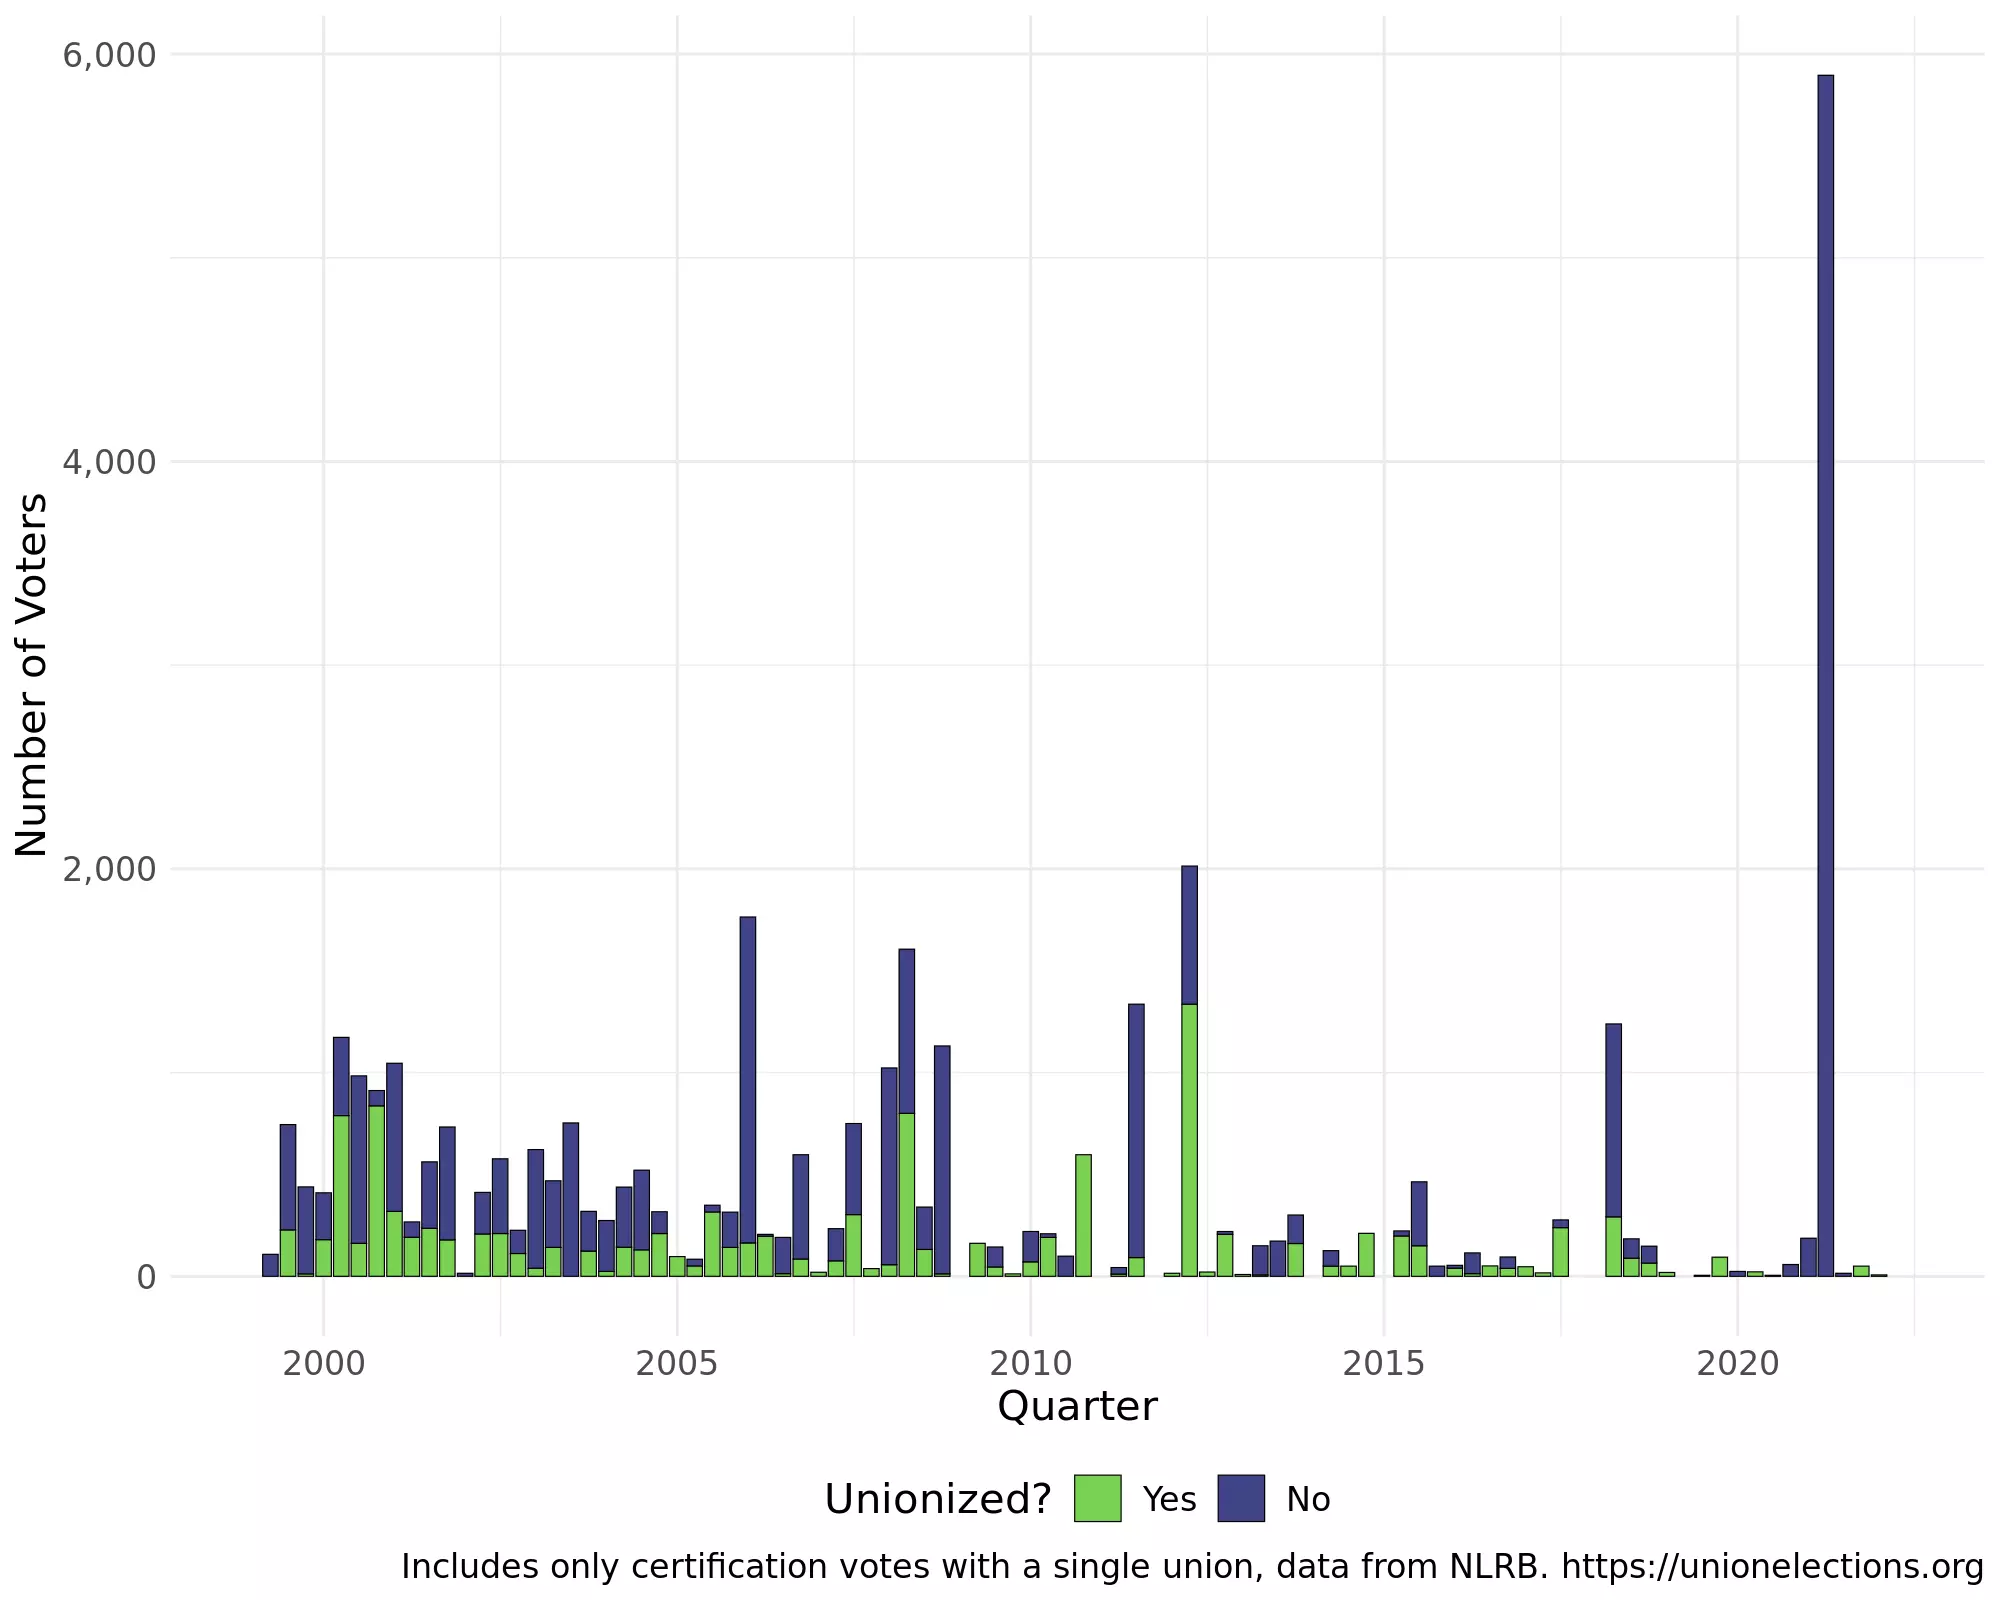 6,000
4,000
2,000
0
Number of Voters
2000 2005 2010 2015 2020
Quarter
Unionized? Yes No
Includes only certification votes with a single union, data from NLRB. https://unionelections.org